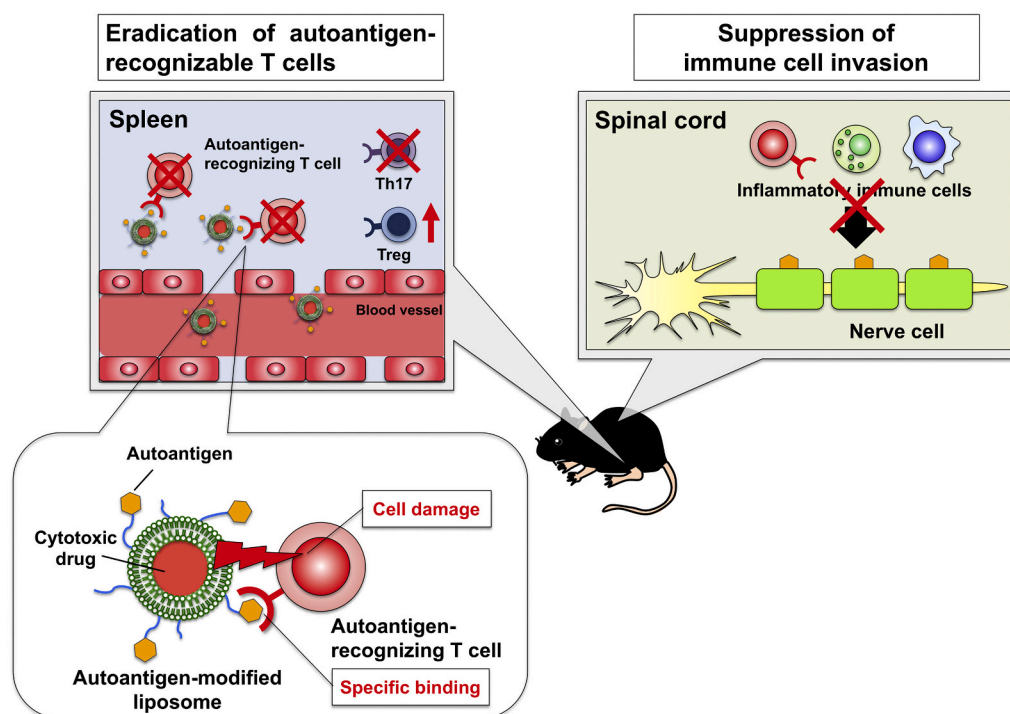 Eradication of autoantigen-
recognizable T cells
Suppression of
immune cell invasion
Spleen
Autoantigen-
recognizing T cell
Th17
Treg
Blood vessel
Spinal cord
Inflammatory immune cells
Nerve cell
Autoantigen
Cytotoxic
drug
Cell damage
Autoantigen-
recognizing T cell
Specific binding
Autoantigen-modified
liposome